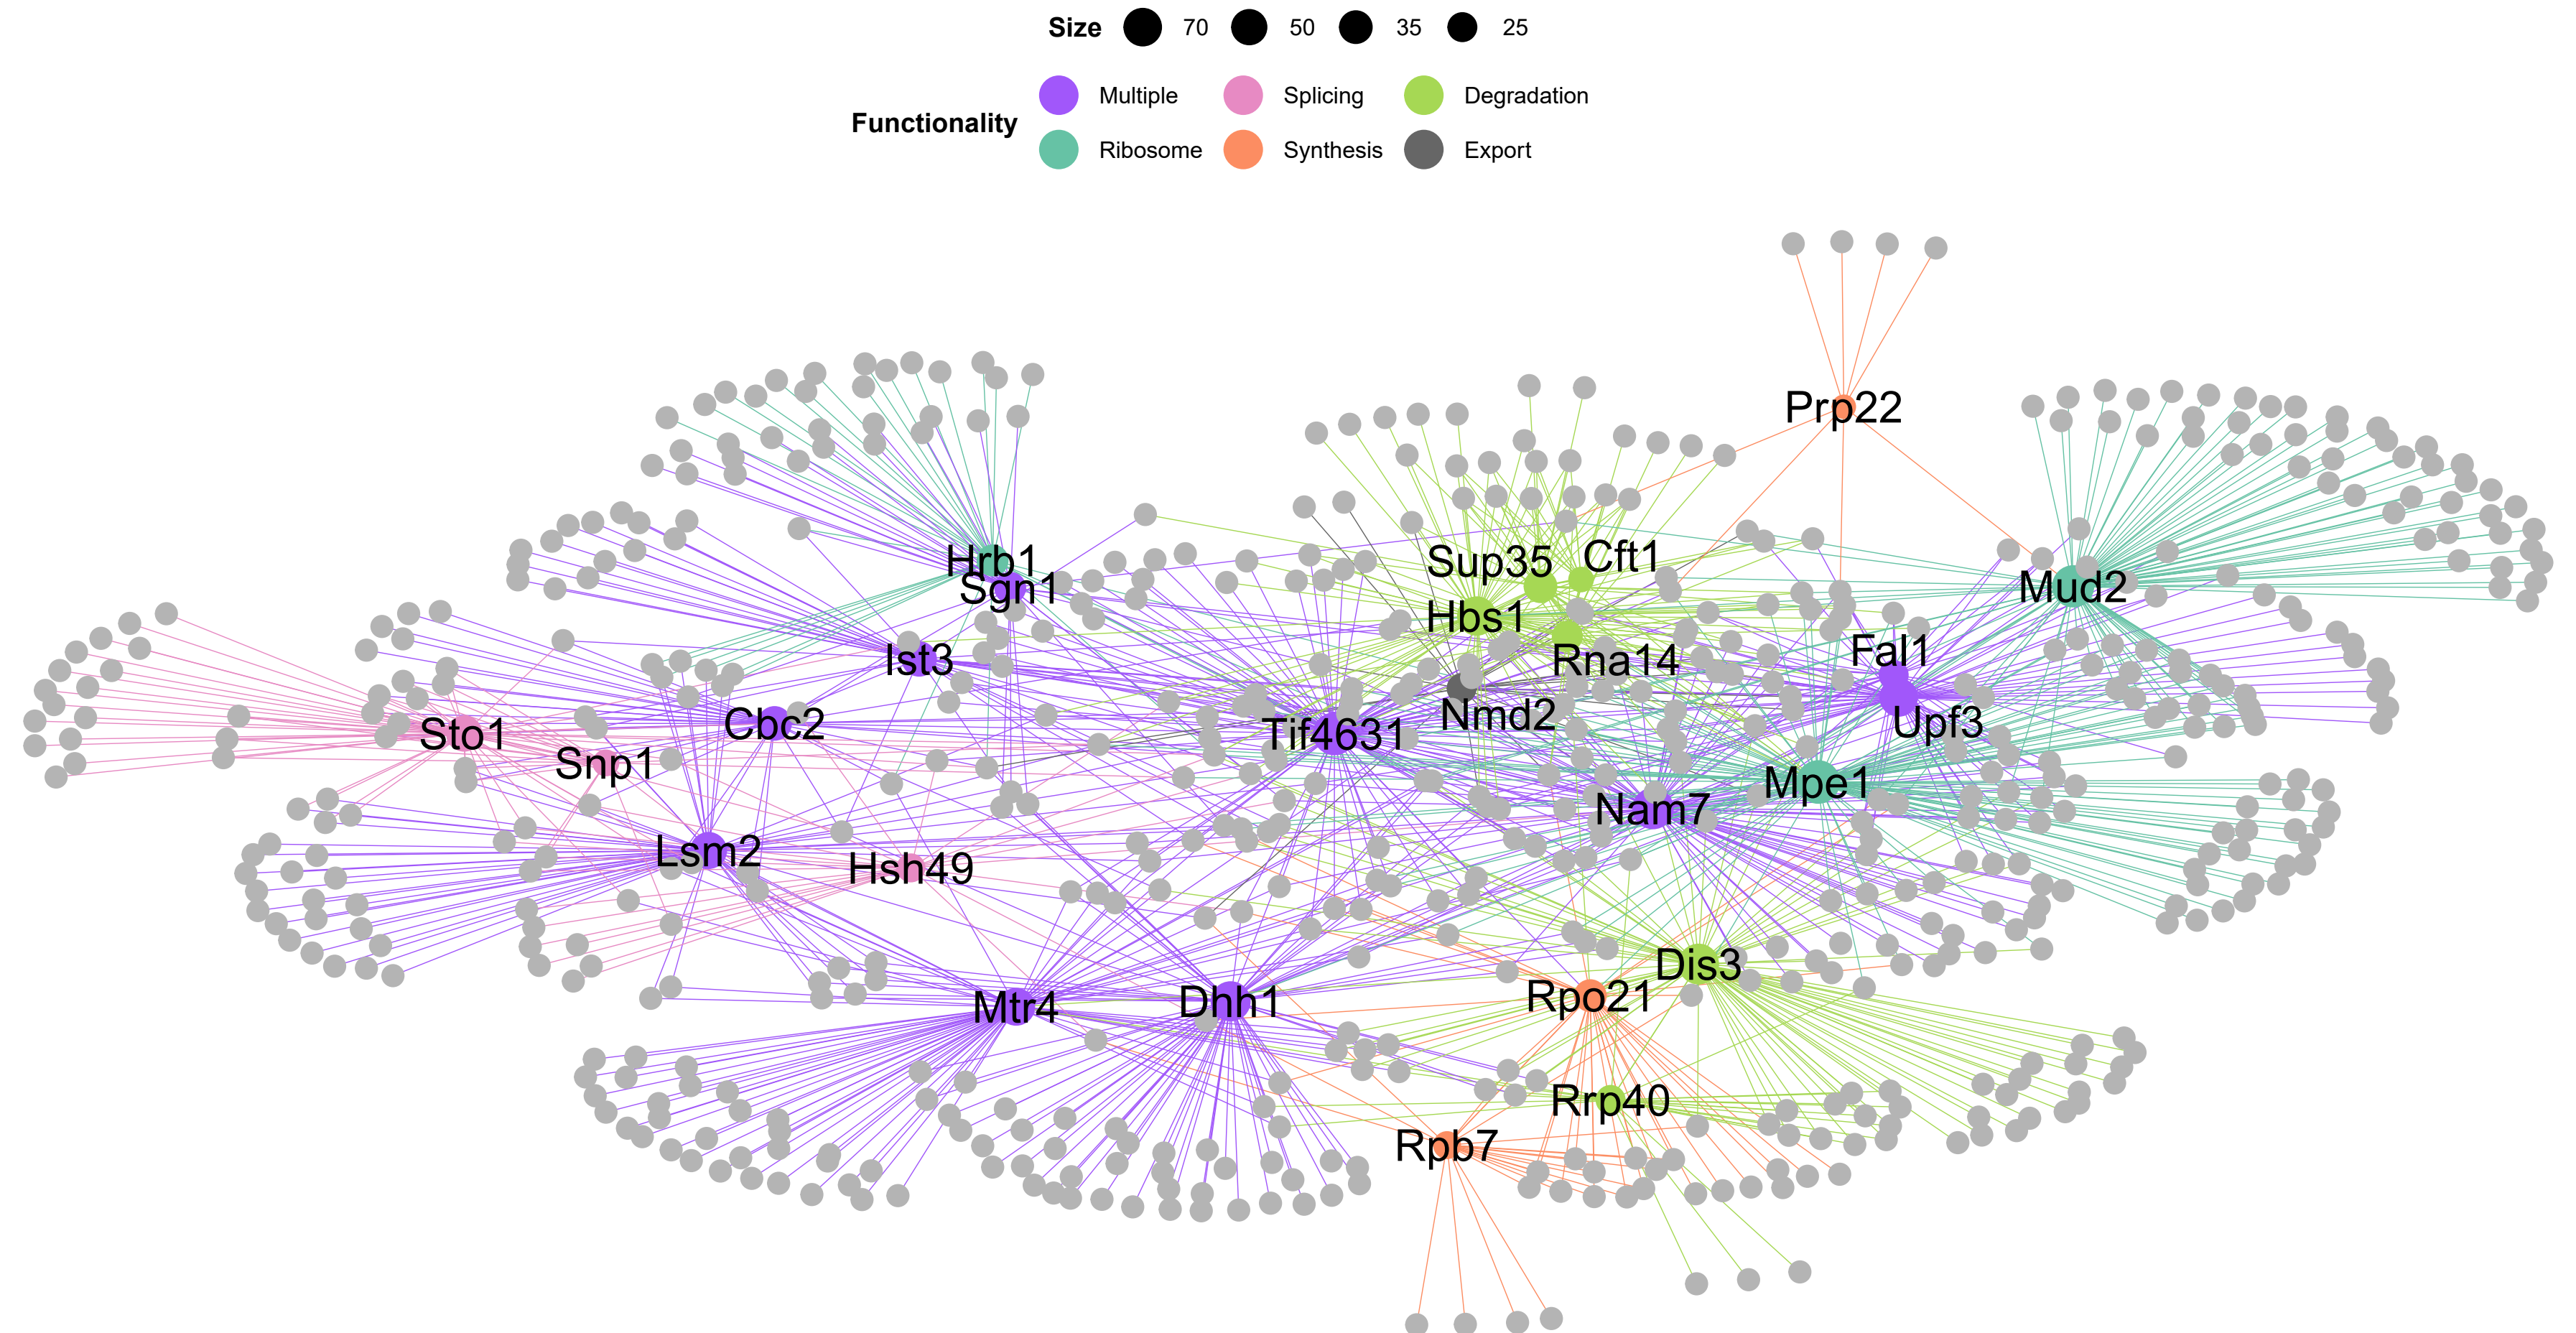 Size 70 50 35 25
Multiple Splicing Degradation
Functionality
Ribosome Synthesis Export
Prp22
Hrb1
Sgn1
Sup35
Cft1
Hbs1
Mud2
Ist3
Rna14
Fal1
Sto1
Cbc2
Tif4631
Nmd2
Upf3
Snp1
Mpe1
Nam7
Lsm2
Hsh49
Dis3
Mtr4
Dhh1
Rpo21
Rrp40
Rpb7